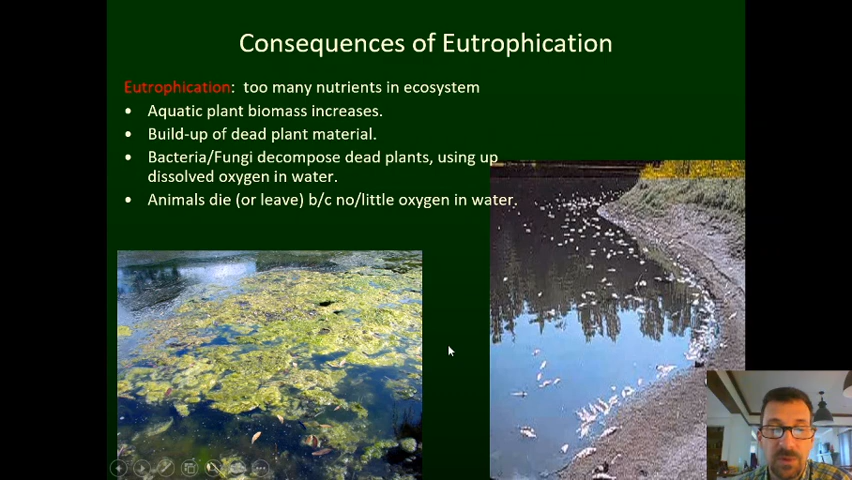 Consequences of Eutrophication
Eutrophication: too many nutrients in ecosystem
• Aquatic plant biomass increases.
• Build-up of dead plant material.
• Bacteria/Fungi decompose dead plants, using up
dissolved oxygen in water.
• Animals die (or leave) b/c no/little oxygen in water.